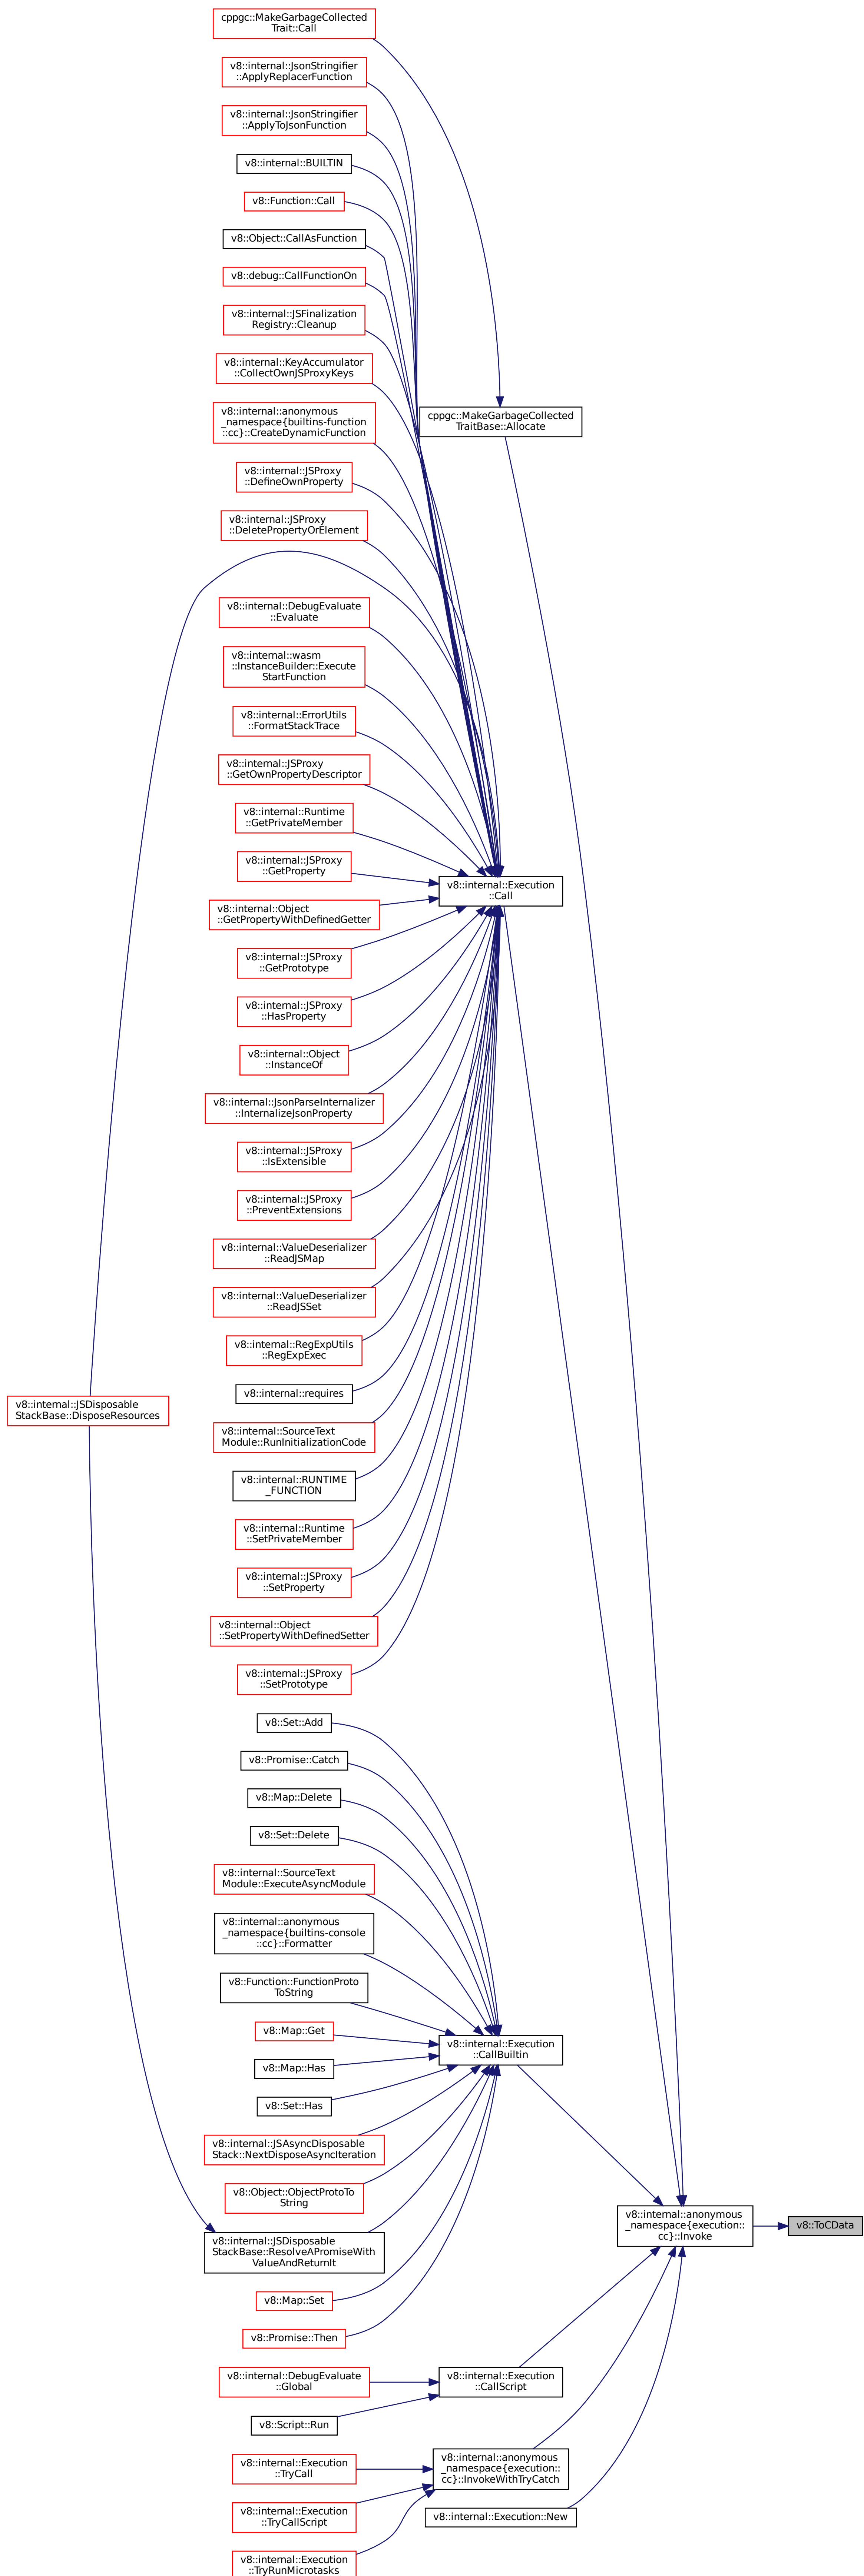 cppgc::MakeGarbageCollected
Trait::Call
v8::internal::JsonStringifier
::ApplyReplacerFunction
v8::internal::JsonStringifier
::ApplyToJsonFunction
v8::internal::BUILTIN
v8::Function::Call
v8::Object::CallAsFunction
v8::debug::CallFunctionOn
v8::internal::JSFinalization
Registry::Cleanup
v8::internal::KeyAccumulator
::CollectOwnJSProxyKeys
v8::internal::anonymous
_namespace{builtins-function
::cc}::CreateDynamicFunction
cppgc::MakeGarbageCollected
TraitBase::Allocate
v8::internal::JSProxy
::DefineOwnProperty
v8::internal::JSProxy
::DeletePropertyOrElement
v8::internal::DebugEvaluate
::Evaluate
v8::internal::wasm
::InstanceBuilder::Execute
StartFunction
v8::internal::ErrorUtils
::FormatStackTrace
v8::internal::JSProxy
::GetOwnPropertyDescriptor
v8::internal::Runtime
::GetPrivateMember
v8::internal::JSProxy
::GetProperty
v8::internal::Execution
::Call
v8::internal::Object
::GetPropertyWithDefinedGetter
v8::internal::JSProxy
::GetPrototype
v8::internal::JSProxy
::HasProperty
v8::internal::Object
::InstanceOf
v8::internal::JsonParseInternalizer
::InternalizeJsonProperty
v8::internal::JSProxy
::IsExtensible
v8::internal::JSProxy
::PreventExtensions
v8::internal::ValueDeserializer
::ReadJSMap
v8::internal::ValueDeserializer
::ReadJSSet
v8::internal::RegExpUtils
::RegExpExec
v8::internal::requires
v8::internal::JSDisposable
StackBase::DisposeResources
v8::internal::SourceText
Module::RunInitializationCode
v8::internal::RUNTIME
_FUNCTION
v8::internal::Runtime
::SetPrivateMember
v8::internal::JSProxy
::SetProperty
v8::internal::Object
::SetPropertyWithDefinedSetter
v8::internal::JSProxy
::SetPrototype
v8::Set::Add
v8::Promise::Catch
v8::Map::Delete
v8::Set::Delete
v8::internal::SourceText
Module::ExecuteAsyncModule
v8::internal::anonymous
_namespace{builtins-console
::cc}::Formatter
v8::Function::FunctionProto
ToString
v8::Map::Get
v8::internal::Execution
::CallBuiltin
v8::Map::Has
v8::Set::Has
v8::internal::JSAsyncDisposable
Stack::NextDisposeAsyncIteration
v8::Object::ObjectProtoTo
String
v8::internal::JSDisposable
StackBase::ResolveAPromiseWith
ValueAndReturnIt
v8::internal::anonymous
_namespace{execution::
cc}::Invoke
v8::ToCData
v8::Map::Set
v8::Promise::Then
v8::internal::DebugEvaluate
::Global
v8::internal::Execution
::CallScript
v8::Script::Run
v8::internal::Execution
::TryCall
v8::internal::anonymous
_namespace{execution::
cc}::InvokeWithTryCatch
v8::internal::Execution
::TryCallScript
v8::internal::Execution::New
v8::internal::Execution
::TryRunMicrotasks